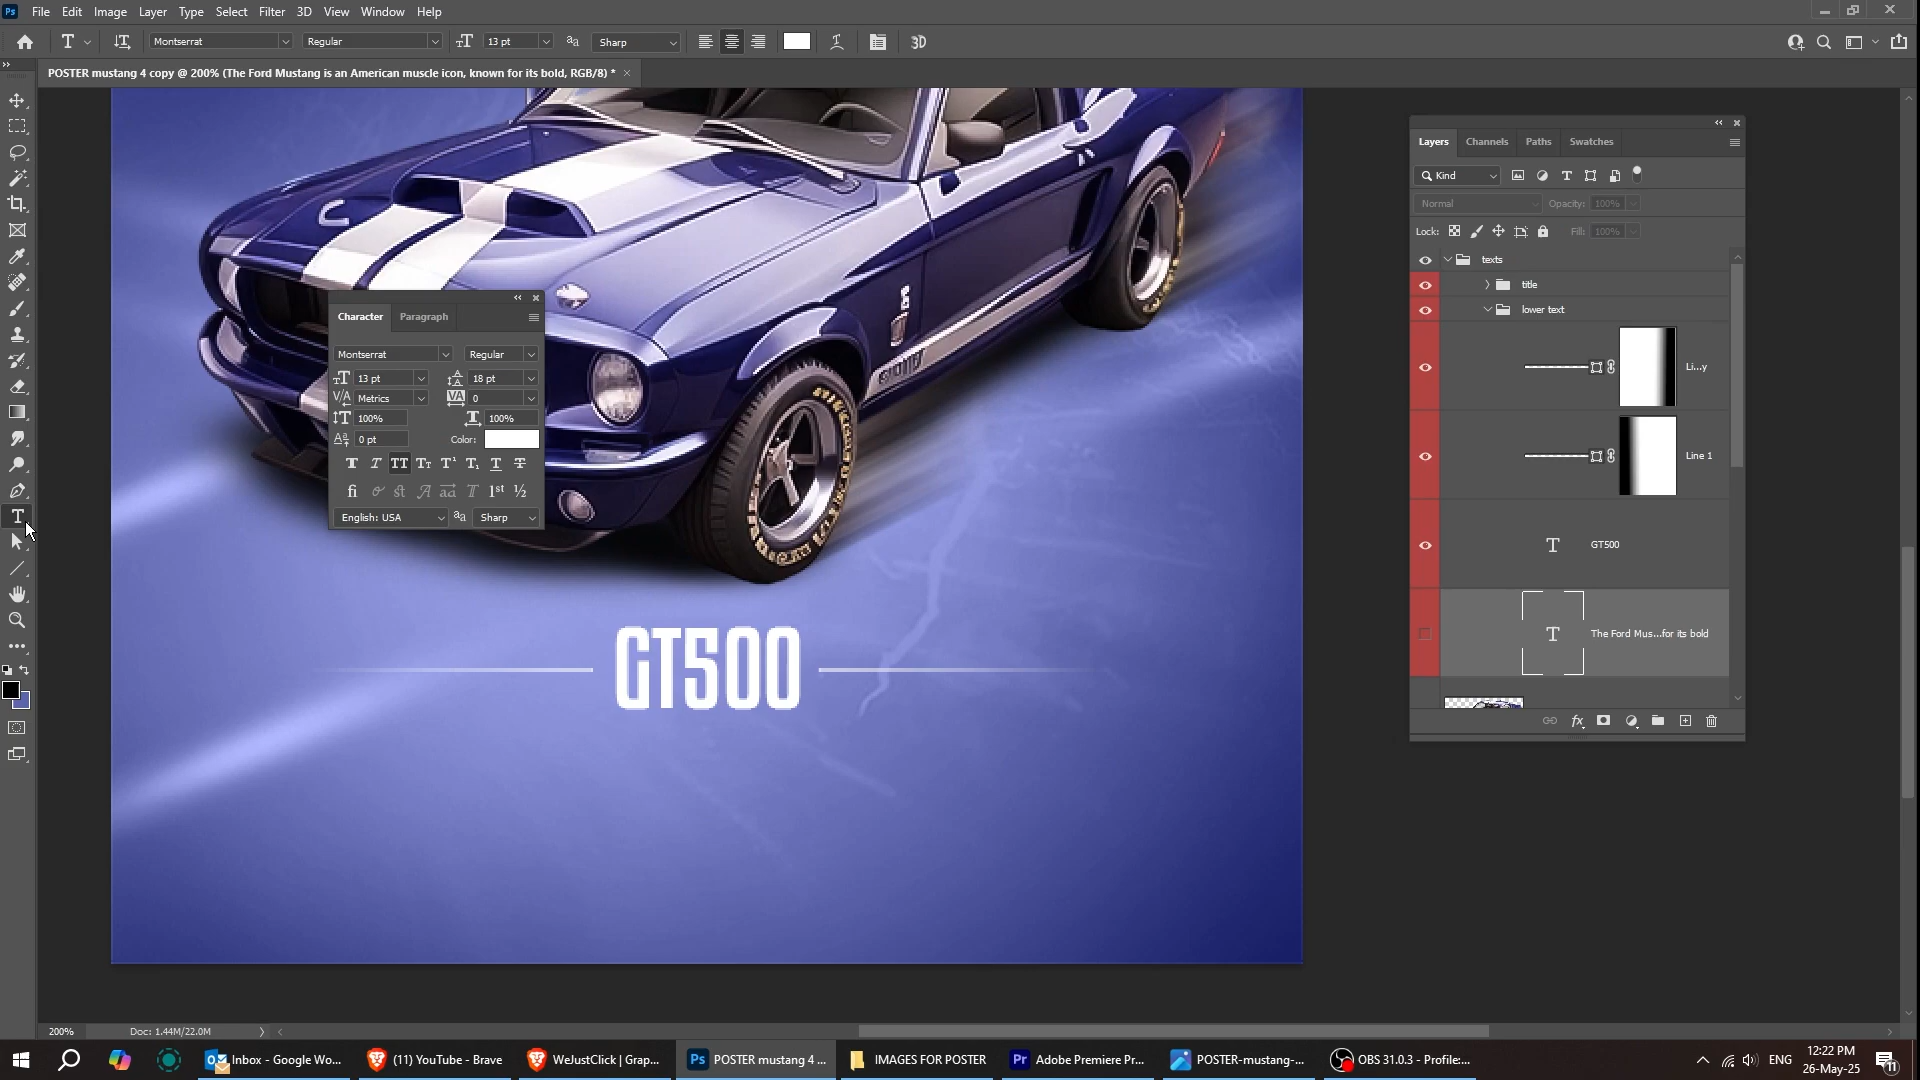 File Edit Image Layer Type Select Filter 3D View Window Help
Montserrat Regular 13 pt Sharp 3D
POSTER mustang 4 copy @ 200% (The Ford Mustang is an American muscle icon, known for its bold, RGB/8) *
Layers Channels Paths Swatches
Kind
Normal Opacity: 100%
Lock: Fill: 100%
texts
title
lower text
Li...y
Line 1
GT500
The Ford Mus...for its bold
fx
Character Paragraph
Montserrat Regular
13 pt 18 pt
Metrics 0
100% 100%
0 pt Color:
English: USA Sharp
GT500
200% Doc: 1.44M/22.0M
Inbox - Google Wo... (11) YouTube - Brave WeJustClick | Grap... POSTER mustang 4 ... IMAGES FOR POSTER Adobe Premiere Pr... POSTER-mustang-... OBS 31.0.3 - Profile:... ENG
12:22 PM
26-May-25
11